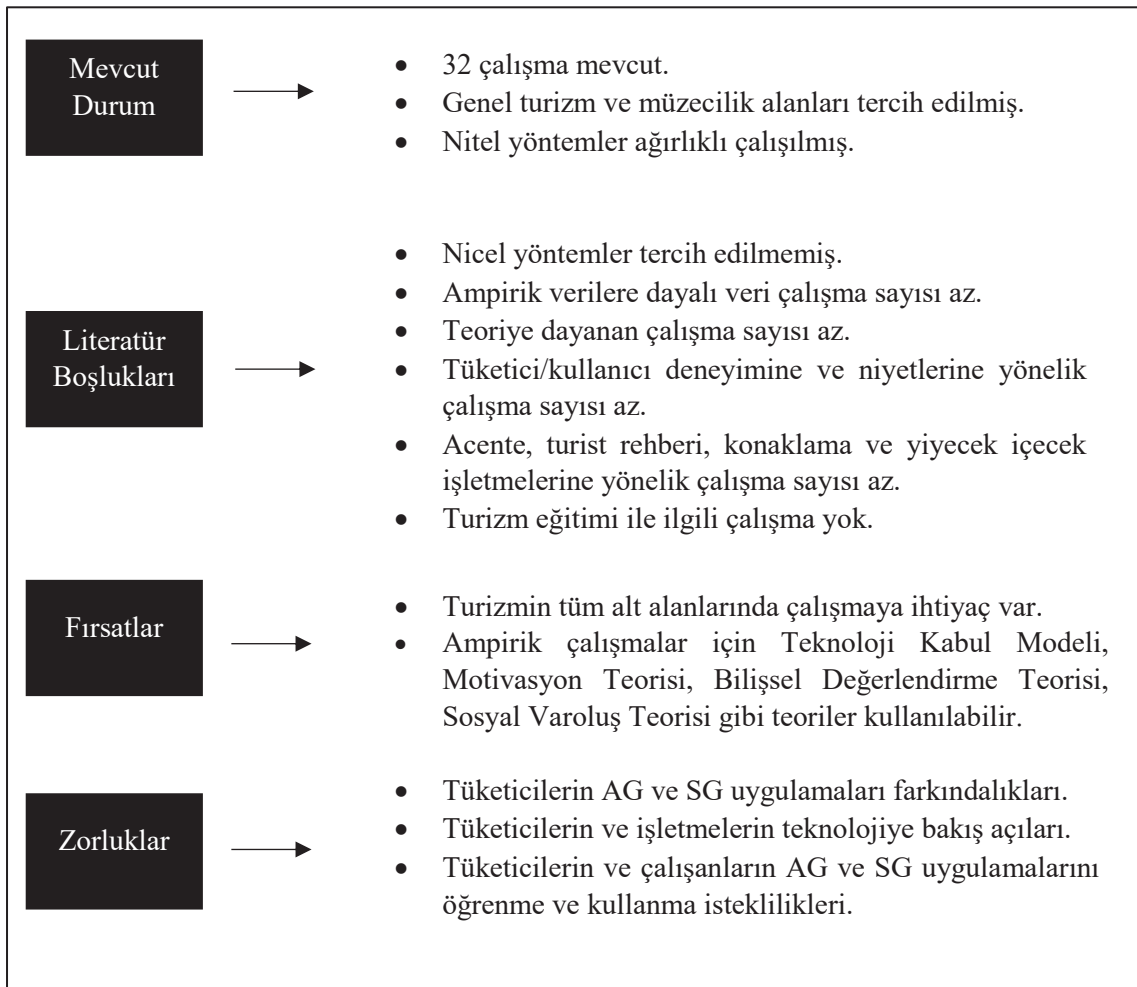 Mevcut
Durum
• 32 çalışma mevcut.
• Genel turizm ve müzecilik alanları tercih edilmiş.
• Nitel yöntemler ağırlıklı çalışılmış.
Literatür
Boşlukları
• Nicel yöntemler tercih edilmemiş.
• Ampirik verilere dayalı veri çalışma sayısı az.
• Teoriye dayanan çalışma sayısı az.
• Tüketici/kullanıcı deneyimine ve niyetlerine yönelik
çalışma sayısı az.
• Acente, turist rehberi, konaklama ve yiyecek içecek
işletmelerine yönelik çalışma sayısı az.
• Turizm eğitimi ile ilgili çalışma yok.
Fırsatlar
• Turizmin tüm alt alanlarında çalışmaya ihtiyaç var.
• Ampirik çalışmalar için Teknoloji Kabul Modeli,
Motivasyon Teorisi, Bilişsel Değerlendirme Teorisi,
Sosyal Varoluş Teorisi gibi teoriler kullanılabilir.
Zorluklar
• Tüketicilerin AG ve SG uygulamaları farkındalıkları.
• Tüketicilerin ve işletmelerin teknolojiye bakış açıları.
• Tüketicilerin ve çalışanların AG ve SG uygulamalarını
öğrenme ve kullanma isteklilikleri.